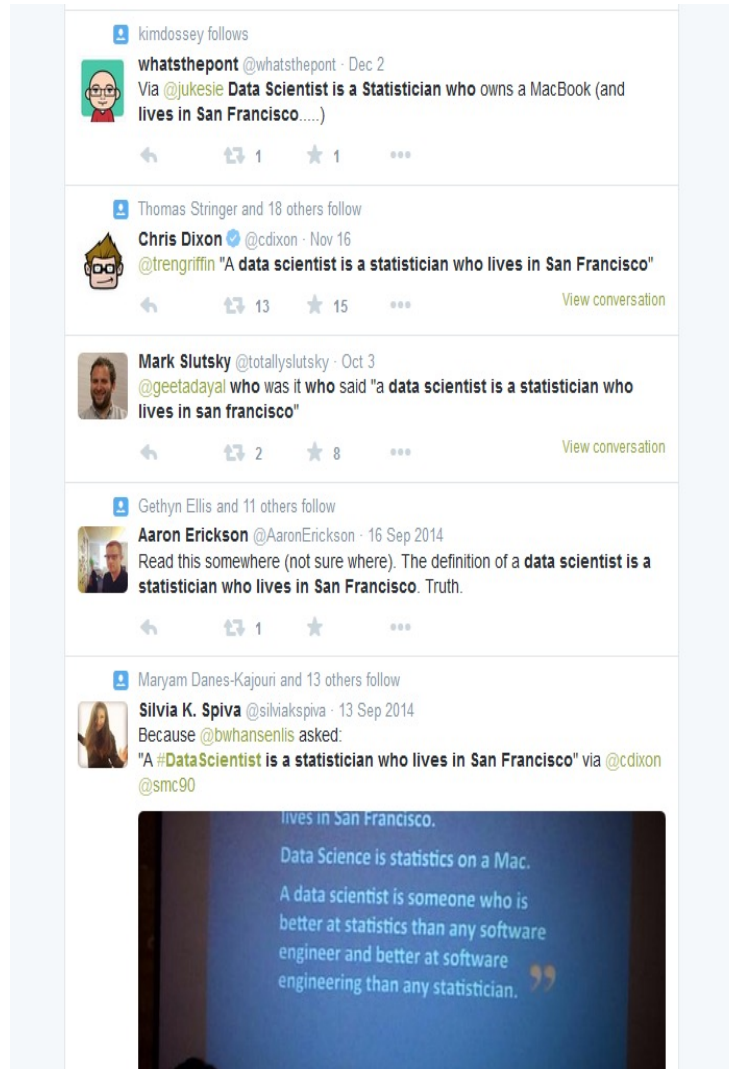 kimdossey follows
whatsthepont @whatsthepont · Dec 2
Via @jukesie Data Scientist is a Statistician who owns a MacBook (and
lives in San Francisco.....)
1 1
Thomas Stringer and 18 others follow
Chris Dixon @cdixon · Nov 16
@trengriffin "A data scientist is a statistician who lives in San Francisco"
13 15 View conversation
Mark Slutsky @totallyslutsky · Oct 3
@geetadayal who was it who said "a data scientist is a statistician who
lives in san francisco"
2 8 View conversation
Gethyn Ellis and 11 others follow
Aaron Erickson @AaronErickson · 16 Sep 2014
Read this somewhere (not sure where). The definition of a data scientist is a
statistician who lives in San Francisco. Truth.
1
Maryam Danes-Kajouri and 13 others follow
Silvia K. Spiva @silviakspiva · 13 Sep 2014
Because @bwhansenlis asked:
"A #DataScientist is a statistician who lives in San Francisco" via @cdixon
@smc90
lives in San Francisco.
Data Science is statistics on a Mac.
A data scientist is someone who is
better at statistics than any software
engineer and better at software
engineering than any statistician. ”